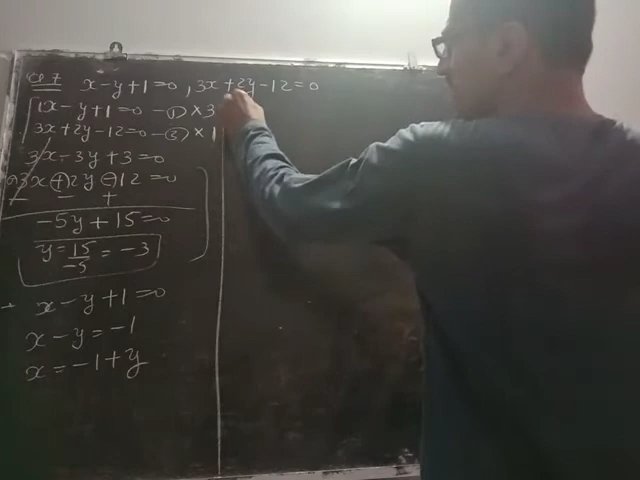 x-y+1=0, 3x+2y-12=0
1x-y+1=0-①×3
3x+2y-12=0-②×1
3x-3y+3=0
3x+2y-12=0
- - +
-5y+15=0
y=15/-5=-3
x-y+1=0
x-y=-1
x=-1+y